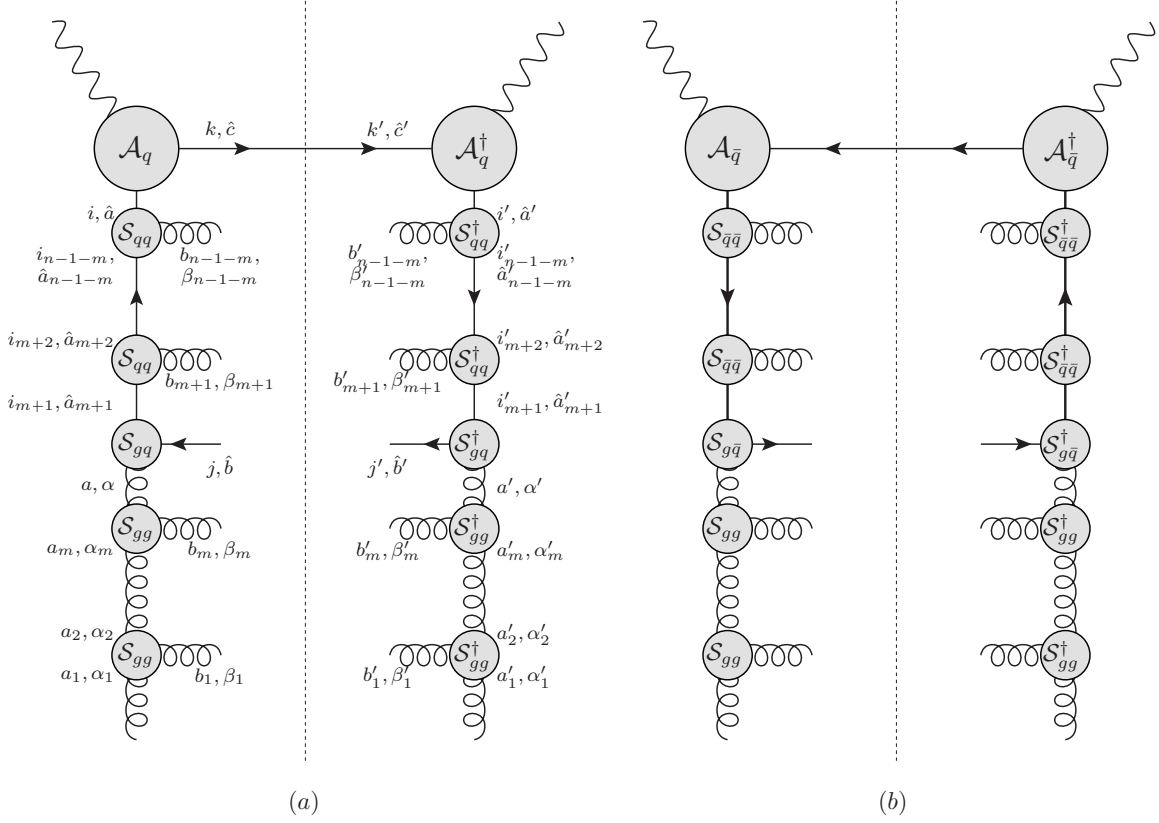 𝒜_q k, ĉ k′, ĉ′ 𝒜_q^† 𝒜_q̄ 𝒜_q̄^†
i, â i′, â′
𝒮_qq 𝒮_qq^† 𝒮_q̄q̄ 𝒮_q̄q̄^†
i_{n−1−m}, b_{n−1−m}, b′_{n−1−m}, i′_{n−1−m},
â_{n−1−m} β_{n−1−m} β′_{n−1−m} â′_{n−1−m}
i_{m+2}, â_{m+2} 𝒮_qq 𝒮_qq^† i′_{m+2}, â′_{m+2} 𝒮_q̄q̄ 𝒮_q̄q̄^†
b_{m+1}, β_{m+1} b′_{m+1}, β′_{m+1}
i_{m+1}, â_{m+1} i′_{m+1}, â′_{m+1}
𝒮_gq 𝒮_gq^† 𝒮_gq̄ 𝒮_gq̄^†
j, b̂ j′, b̂′
a, α a′, α′
𝒮_gg 𝒮_gg^† 𝒮_gg 𝒮_gg^†
a_m, α_m b_m, β_m b′_m, β′_m a′_m, α′_m
a_2, α_2 a′_2, α′_2
𝒮_gg 𝒮_gg^† 𝒮_gg 𝒮_gg^†
a_1, α_1 b_1, β_1 b′_1, β′_1 a′_1, α′_1
(a) (b)